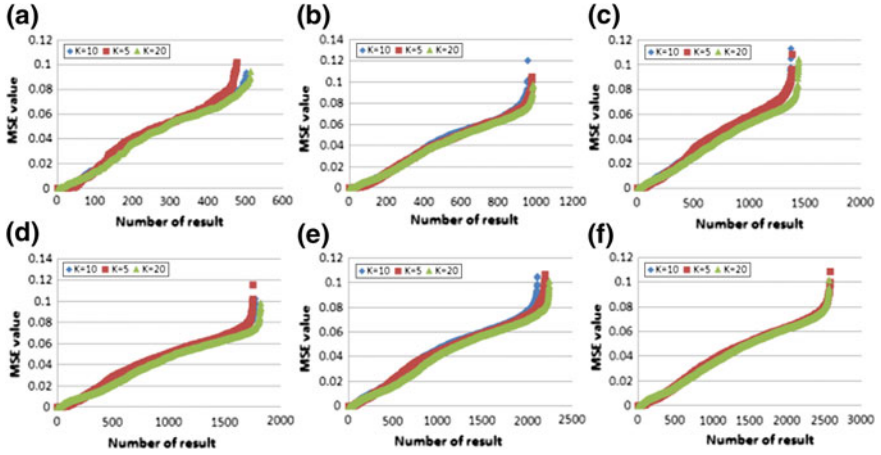 (a)
0.12
K=10 K=5 K=20
0.1
0.08
0.06
0.04
0.02
0
MSE value
0 100 200 300 400 500 600
Number of result
(b)
0.14
K=10 K=5 K=20
0.12
0.1
0.08
0.06
0.04
0.02
0
MSE value
0 200 400 600 800 1000 1200
Number of result
(c)
0.12
K=10 K=5 K=20
0.1
0.08
0.06
0.04
0.02
0
MSE value
0 500 1000 1500 2000
Number of result
(d)
0.14
K=10 K=5 K=20
0.12
0.1
0.08
0.06
0.04
0.02
0
MSE value
0 500 1000 1500 2000
Number of result
(e)
0.12
K=10 K=5 K=20
0.1
0.08
0.06
0.04
0.02
0
MSE value
0 500 1000 1500 2000 2500
Number of result
(f)
0.12
K=10 K=5 K=20
0.1
0.08
0.06
0.04
0.02
0
MSE value
0 500 1000 1500 2000 2500 3000
Number of result